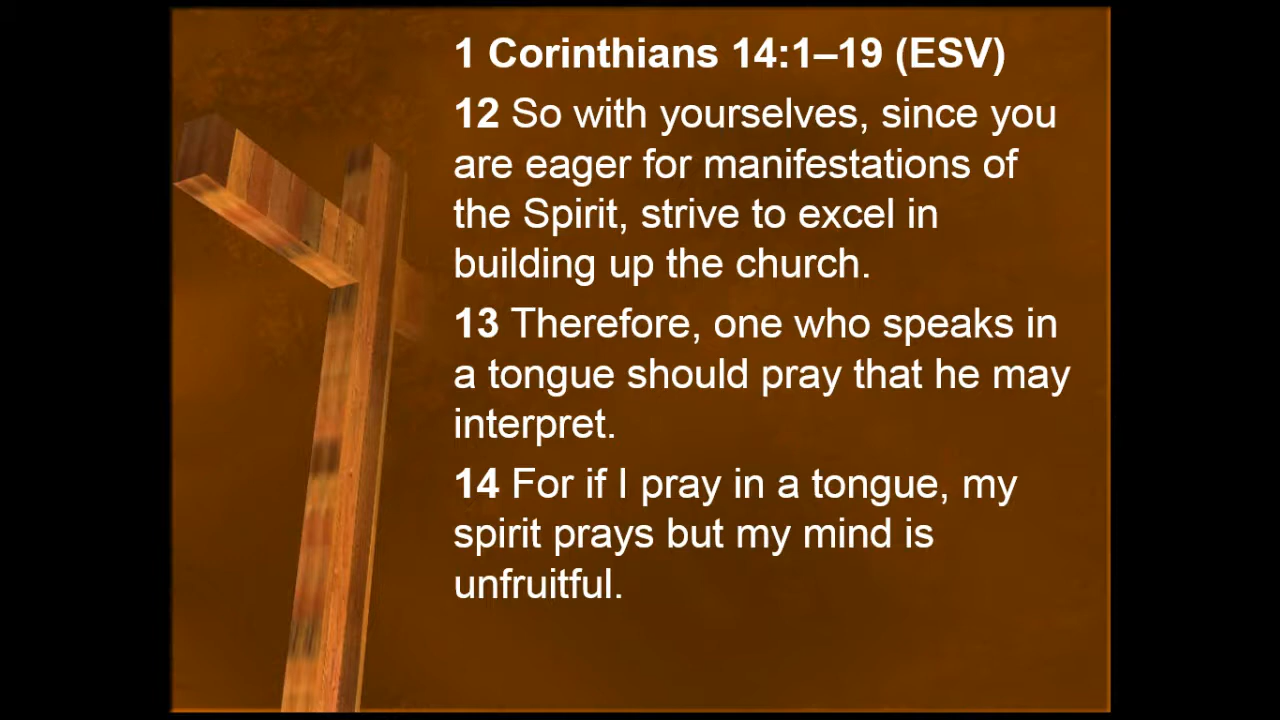 1 Corinthians 14:1–19 (ESV)
12 So with yourselves, since you
are eager for manifestations of
the Spirit, strive to excel in
building up the church.
13 Therefore, one who speaks in
a tongue should pray that he may
interpret.
14 For if I pray in a tongue, my
spirit prays but my mind is
unfruitful.